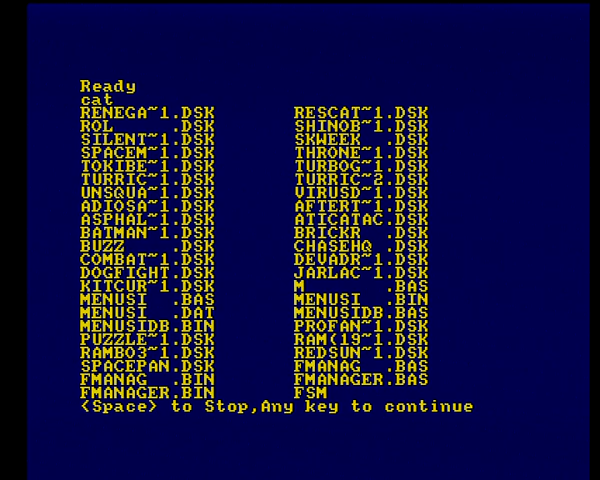 Ready
cat
RENEGA~1.DSK RESCAT~1.DSK
ROL     .DSK SHINOB~1.DSK
SILENT~1.DSK SKWEEK  .DSK
SPACEM~1.DSK THRONE~1.DSK
TOKIBE~1.DSK TURBOG~1.DSK
TURRIC~1.DSK TURRIC~2.DSK
UNSQUA~1.DSK VIRUSD~1.DSK
ADIOSA~1.DSK AFTERT~1.DSK
ASPHAL~1.DSK ATICATAC.DSK
BATMAN~1.DSK BRICKR  .DSK
BUZZ    .DSK CHASEHQ .DSK
COMBAT~1.DSK DEVADR~1.DSK
DOGFIGHT.DSK JARLAC~1.DSK
KITCUR~1.DSK M       .BAS
MENUSI  .BAS MENUSI  .BIN
MENUSI  .DAT MENUSIDB.BAS
MENUSIDB.BIN PROFAN~1.DSK
PUZZLE~1.DSK RAM(19~1.DSK
RAMBO3~1.DSK REDSUN~1.DSK
SPACEPAN.DSK FMANAG  .BAS
FMANAG  .BIN FMANAGER.BAS
FMANAGER.BIN FSM
<Space> to Stop,Any key to continue